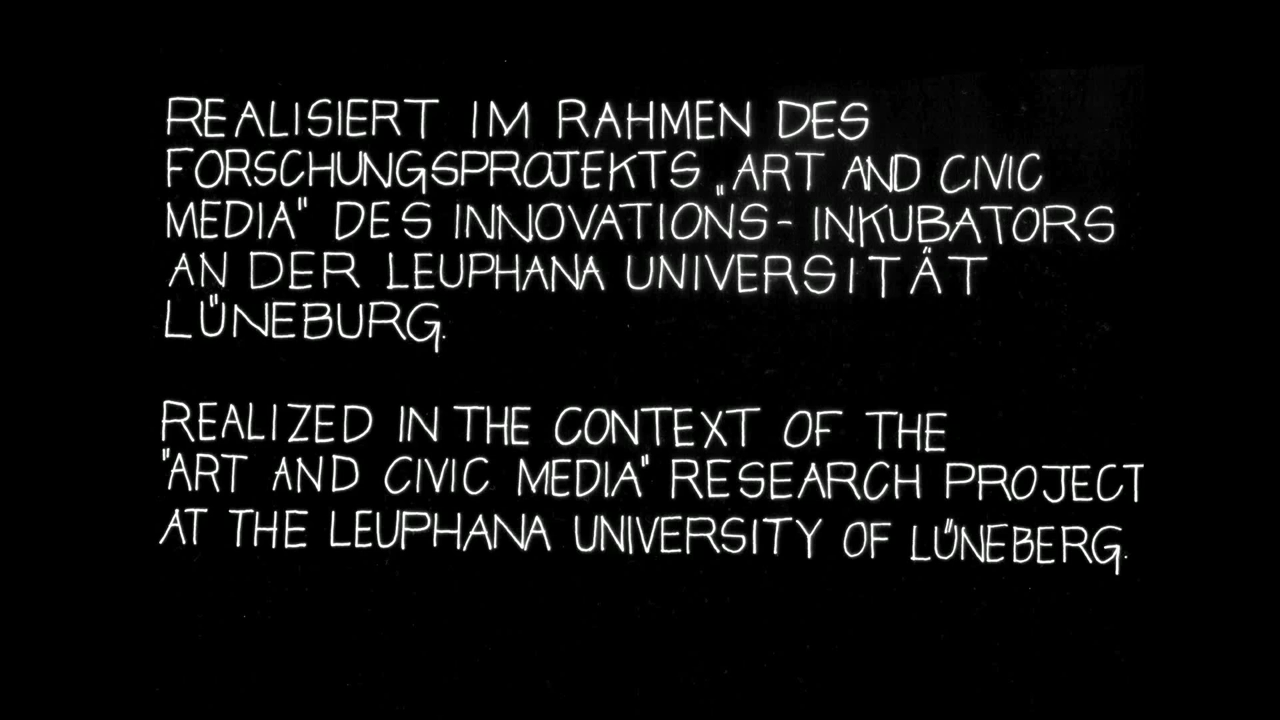 REALISIERT IM RAHMEN DES
FORSCHUNGSPROJEKTS „ART AND CIVIC
MEDIA" DES INNOVATIONS-INKUBATORS
AN DER LEUPHANA UNIVERSITÄT
LÜNEBURG.
REALIZED IN THE CONTEXT OF THE
"ART AND CIVIC MEDIA" RESEARCH PROJECT
AT THE LEUPHANA UNIVERSITY OF LÜNEBERG.